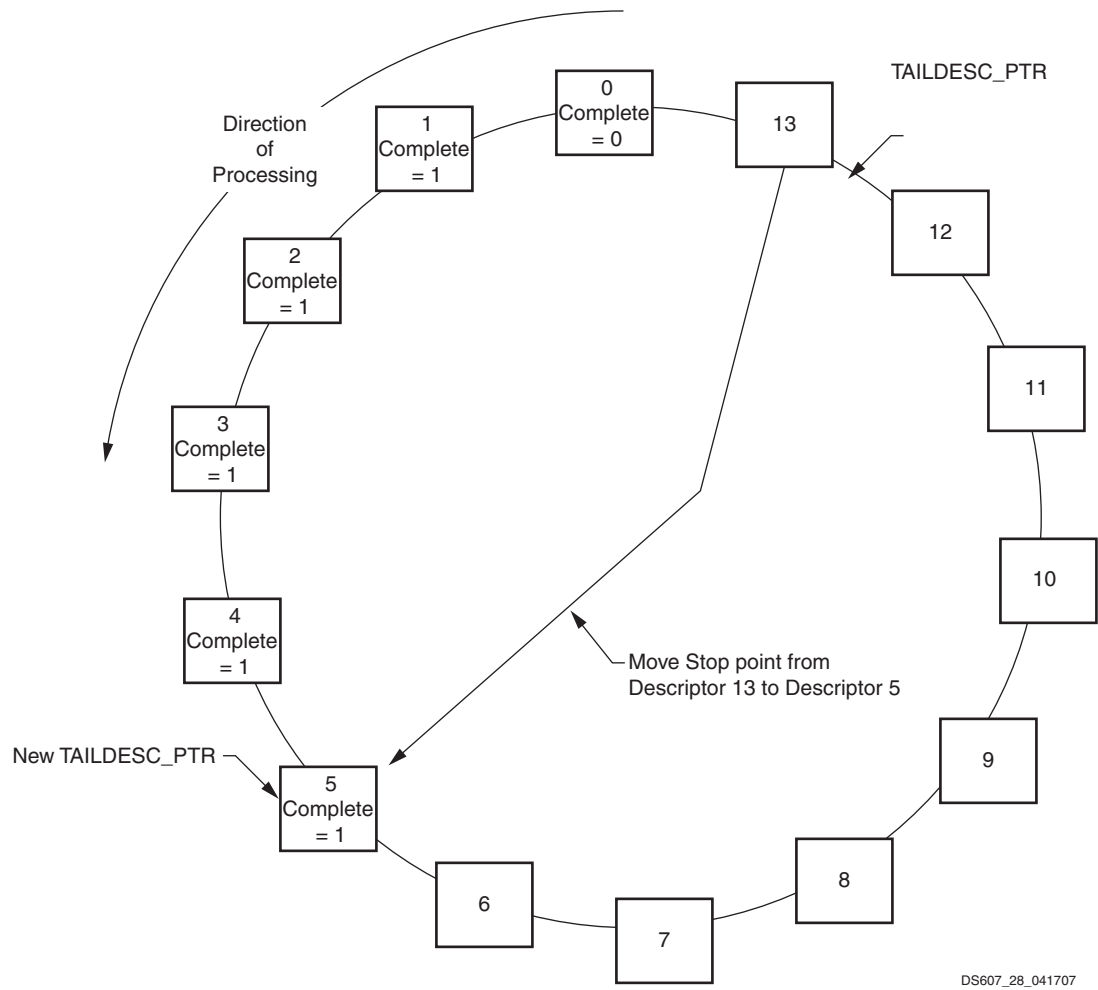 TAILDESC_PTR
0
Complete
= 0
13
1
Complete
= 1
Direction
of
Processing
12
2
Complete
= 1
11
3
Complete
= 1
10
4
Complete
= 1
Move Stop point from
Descriptor 13 to Descriptor 5
New TAILDESC_PTR
9
5
Complete
= 1
8
6
7
DS607_28_041707